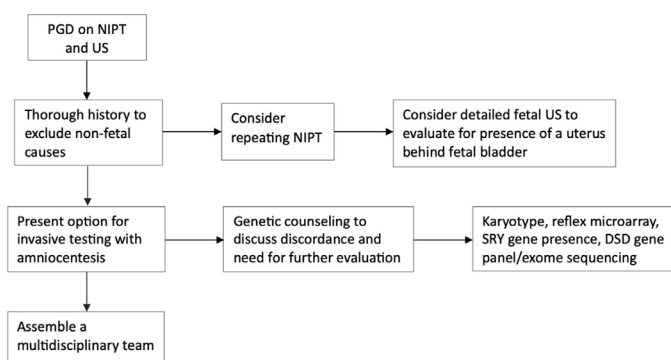 PGD on NIPT
and US
Thorough history to
exclude non-fetal
causes
Consider
repeating NIPT
Consider detailed fetal US to
evaluate for presence of a uterus
behind fetal bladder
Present option for
invasive testing with
amniocentesis
Genetic counseling to
discuss discordance and
need for further evaluation
Karyotype, reflex microarray,
SRY gene presence, DSD gene
panel/exome sequencing
Assemble a
multidisciplinary team